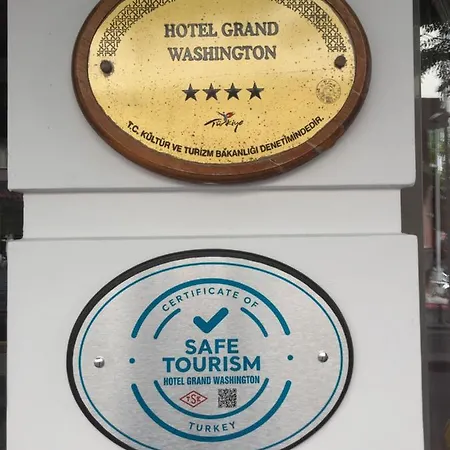 HOTEL GRAND
WASHINGTON
Türkiye
T.C. KÜLTÜR VE TURİZM BAKANLIĞI DENETİMİNDEDİR.
CERTIFICATE OF
SAFE
TOURISM
HOTEL GRAND WASHINGTON
TSE
TURKEY